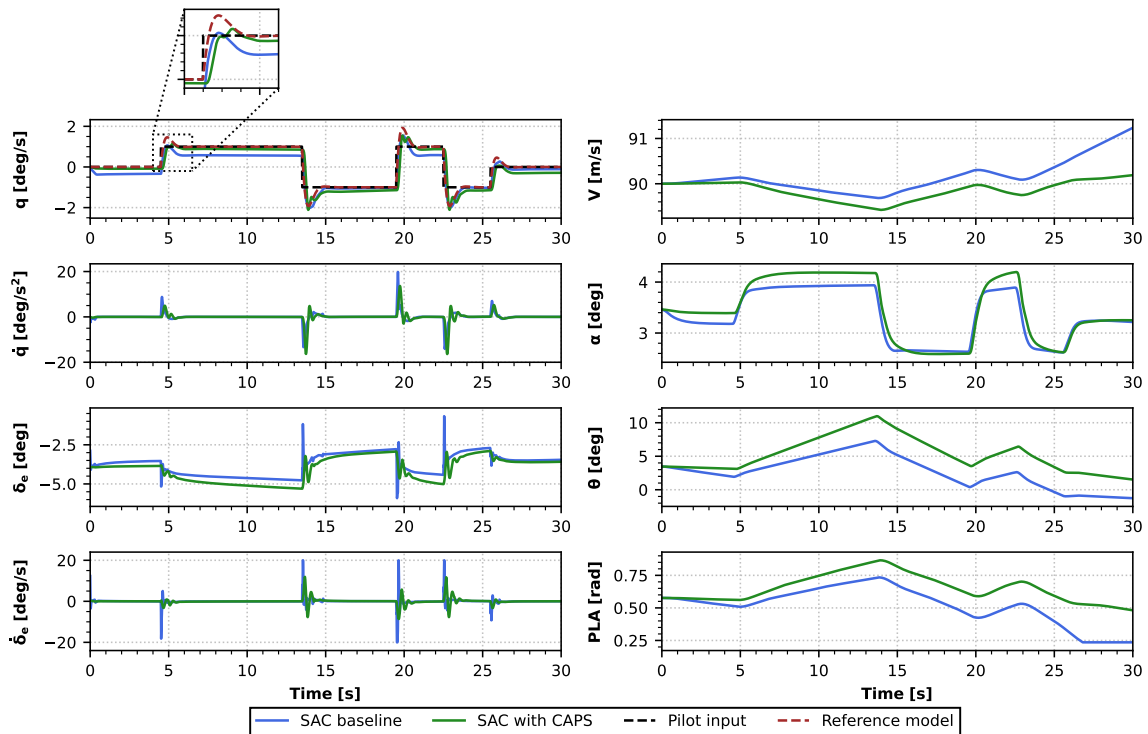 q [deg/s]
2
0
−2
0 5 10 15 20 25 30
V [m/s]
91
90
0 5 10 15 20 25 30
q̇ [deg/s²]
20
0
−20
0 5 10 15 20 25 30
α [deg]
4
3
0 5 10 15 20 25 30
δe [deg]
−2.5
−5.0
0 5 10 15 20 25 30
θ [deg]
10
5
0
0 5 10 15 20 25 30
δ̇e [deg/s]
20
0
−20
0 5 10 15 20 25 30
Time [s]
PLA [rad]
0.75
0.50
0.25
0 5 10 15 20 25 30
Time [s]
SAC baseline SAC with CAPS Pilot input Reference model